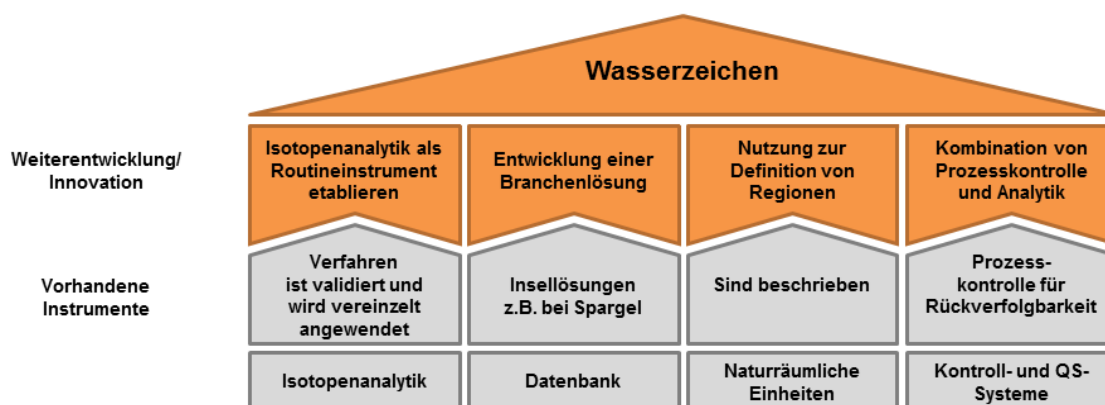 Wasserzeichen
Weiterentwicklung/
Innovation
Isotopenanalytik als
Routineinstrument
etablieren
Entwicklung einer
Branchenlösung
Nutzung zur
Definition von
Regionen
Kombination von
Prozesskontrolle
und Analytik
Vorhandene
Instrumente
Verfahren
ist validiert und
wird vereinzelt
angewendet
Insellösungen
z.B. bei Spargel
Sind beschrieben
Prozess-
kontrolle für
Rückverfolgbarkeit
Isotopenanalytik
Datenbank
Naturräumliche
Einheiten
Kontroll- und QS-
Systeme